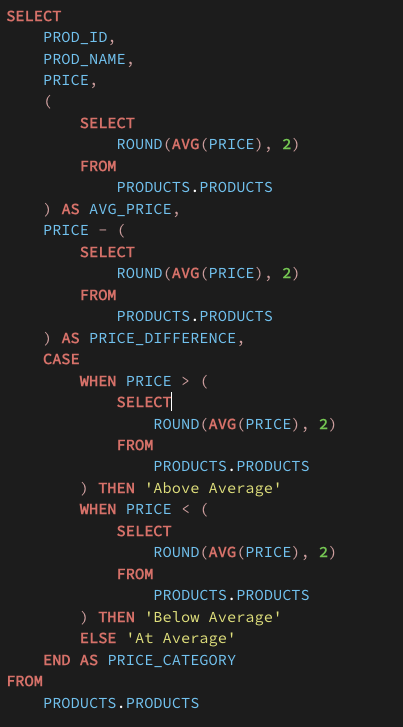 SELECT
    PROD_ID,
    PROD_NAME,
    PRICE,
    (
        SELECT
            ROUND(AVG(PRICE), 2)
        FROM
            PRODUCTS.PRODUCTS
    ) AS AVG_PRICE,
    PRICE - (
        SELECT
            ROUND(AVG(PRICE), 2)
        FROM
            PRODUCTS.PRODUCTS
    ) AS PRICE_DIFFERENCE,
    CASE
        WHEN PRICE > (
            SELECT
                ROUND(AVG(PRICE), 2)
            FROM
                PRODUCTS.PRODUCTS
        ) THEN 'Above Average'
        WHEN PRICE < (
            SELECT
                ROUND(AVG(PRICE), 2)
            FROM
                PRODUCTS.PRODUCTS
        ) THEN 'Below Average'
        ELSE 'At Average'
    END AS PRICE_CATEGORY
FROM
    PRODUCTS.PRODUCTS